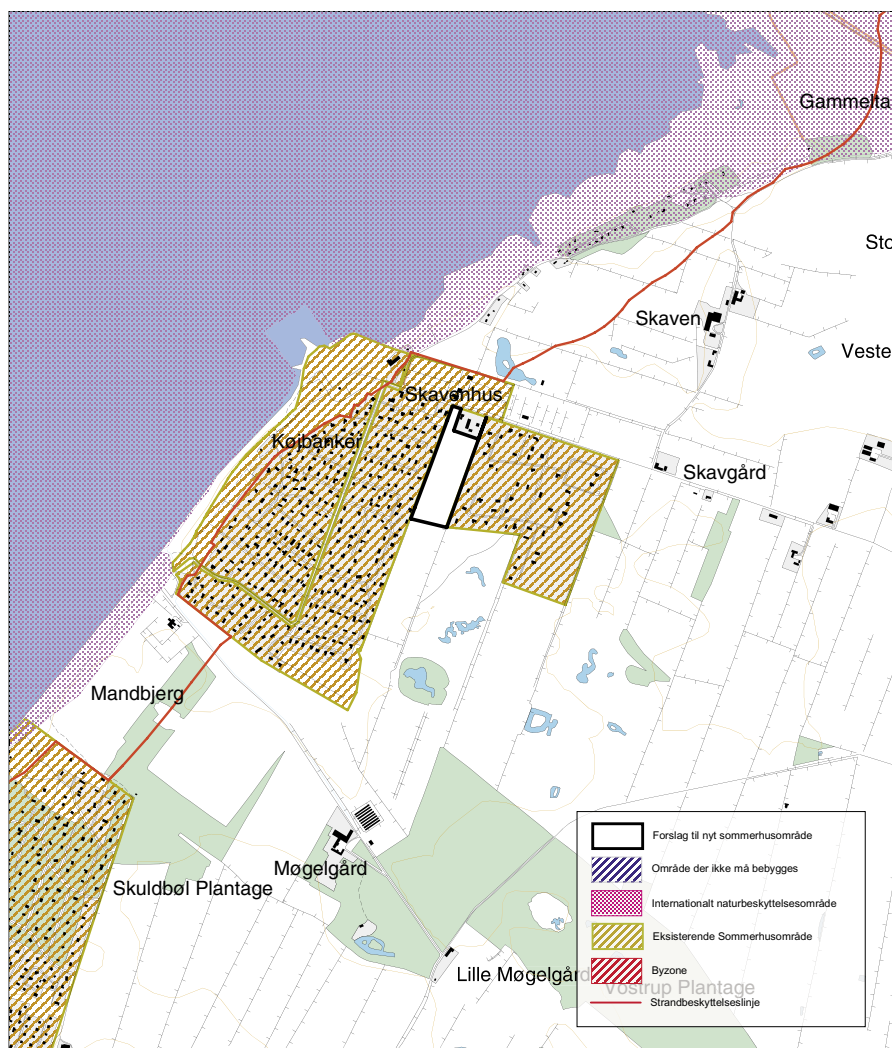 Gammelta
Sto
Skaven
Veste
Skavenhus
Køjbanker
Skavgård
Mandbjerg
Møgelgård
Skuldbøl Plantage
Lille Møgelgård
Vostrup Plantage
Forslag til nyt sommerhusområde
Område der ikke må bebygges
Internationalt naturbeskyttelsesområde
Eksisterende Sommerhusområde
Byzone
Strandbeskyttelseslinje